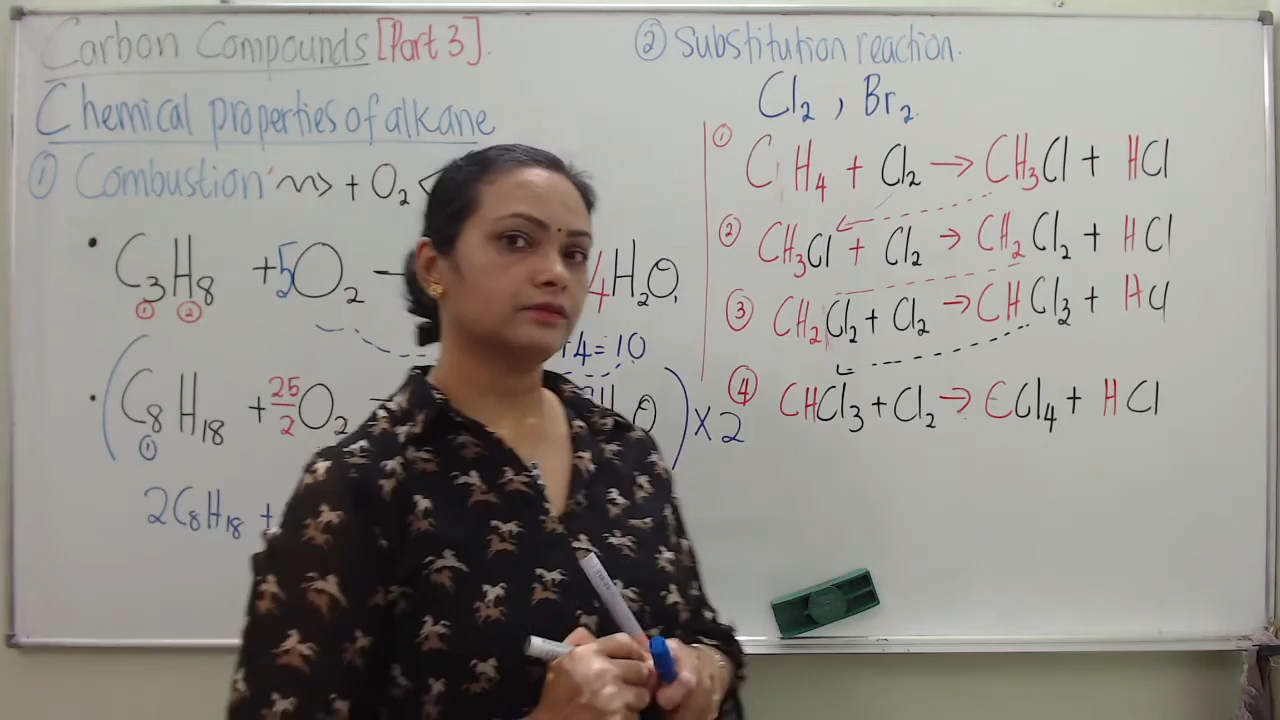 Carbon Compounds [Part 3].
Chemical properties of alkane
① Combustion + O₂
• C₃H₈ + 5O₂ 4H₂O
① ②
+4=10
• (C₈H₁₈ + 25/2 O₂ H₂O) × 2
①
2C₈H₁₈ +
② Substitution reaction.
Cl₂ , Br₂
① CH₄ + Cl₂ → CH₃Cl + HCl
② CH₃Cl + Cl₂ → CH₂Cl₂ + HCl
③ CH₂Cl₂ + Cl₂ → CHCl₃ + HCl
④ CHCl₃ + Cl₂ → CCl₄ + HCl